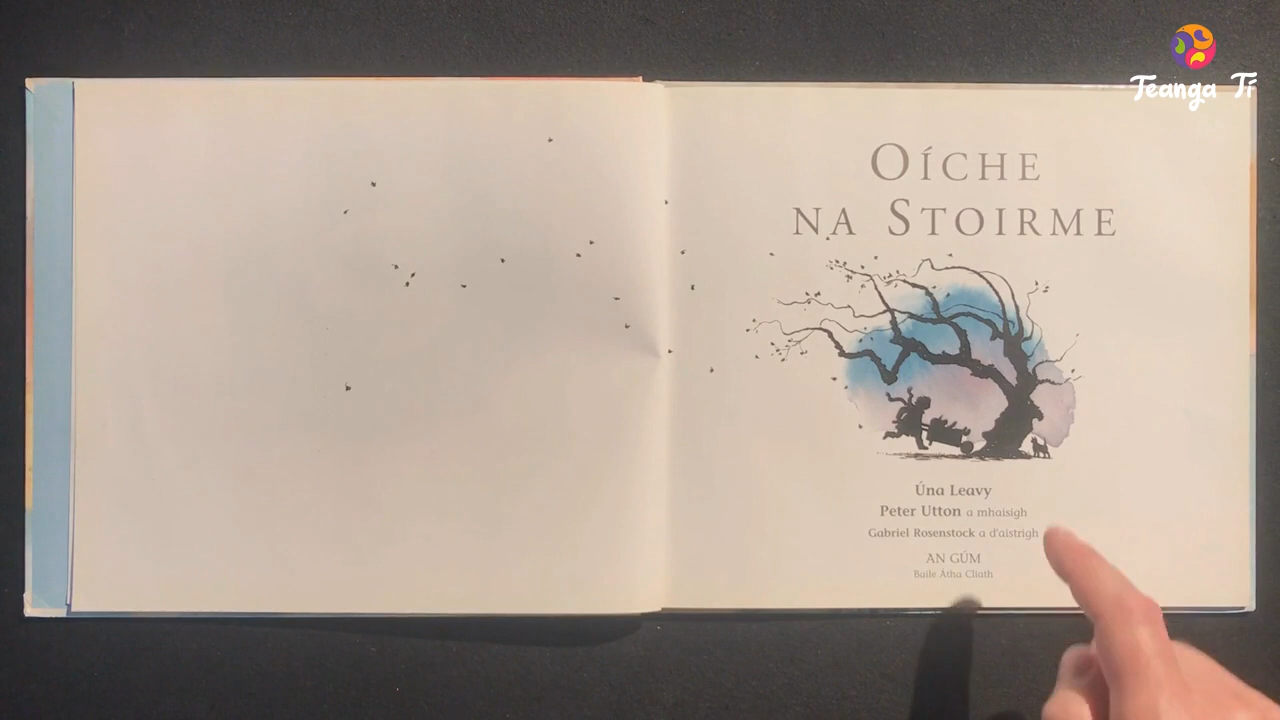 Teanga Tí
OÍCHE
NA STOIRME
Úna Leavy
Peter Utton a mhaisigh
Gabriel Rosenstock a d'aistrigh
AN GÚM
Baile Átha Cliath